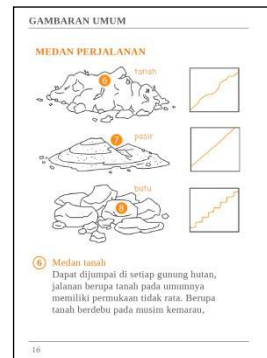 GAMBARAN UMUM
MEDAN PERJALANAN
6
tanah
7
pasir
8
batu
6 Medan tanah
Dapat dijumpai di setiap gunung hutan,
jalanan berupa tanah pada umumnya
memiliki permukaan tidak rata. Berupa
tanah berdebu pada musim kemarau,
16